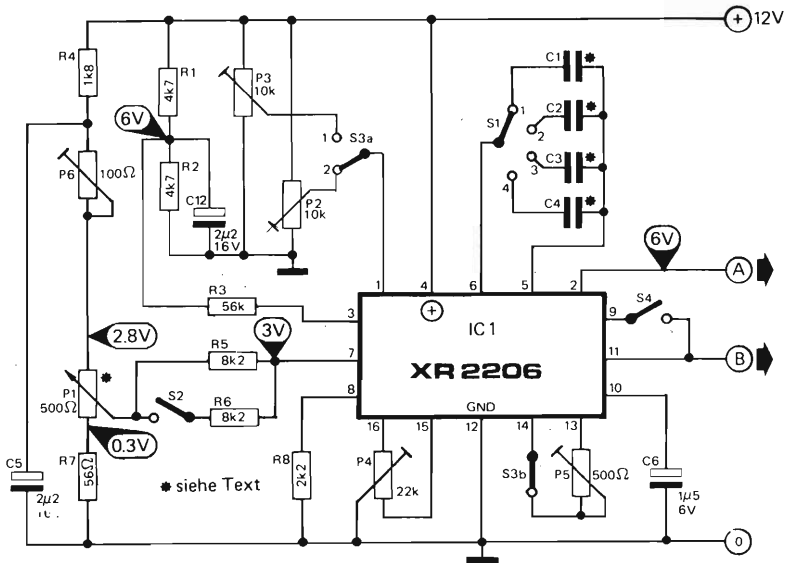 12V
R4
1k8
R1
4k7
P3
10k
C1
C2
C3
C4
S1
1
2
3
4
6V
S3a
1
2
P6
100Ω
R2
4k7
C12
2µ2
16V
P2
10k
6V
A
1
4
6
5
2
R3
56k
3
IC1
9
S4
2.8V
R5
8k2
3V
7
XR 2206
11
B
P1
500Ω
S2
R6
8k2
8
GND
10
0.3V
16
15
12
14
13
C5
2µ2
R7
56Ω
siehe Text
R8
2k2
P4
22k
S3b
P5
500Ω
C6
1µ5
6V
0